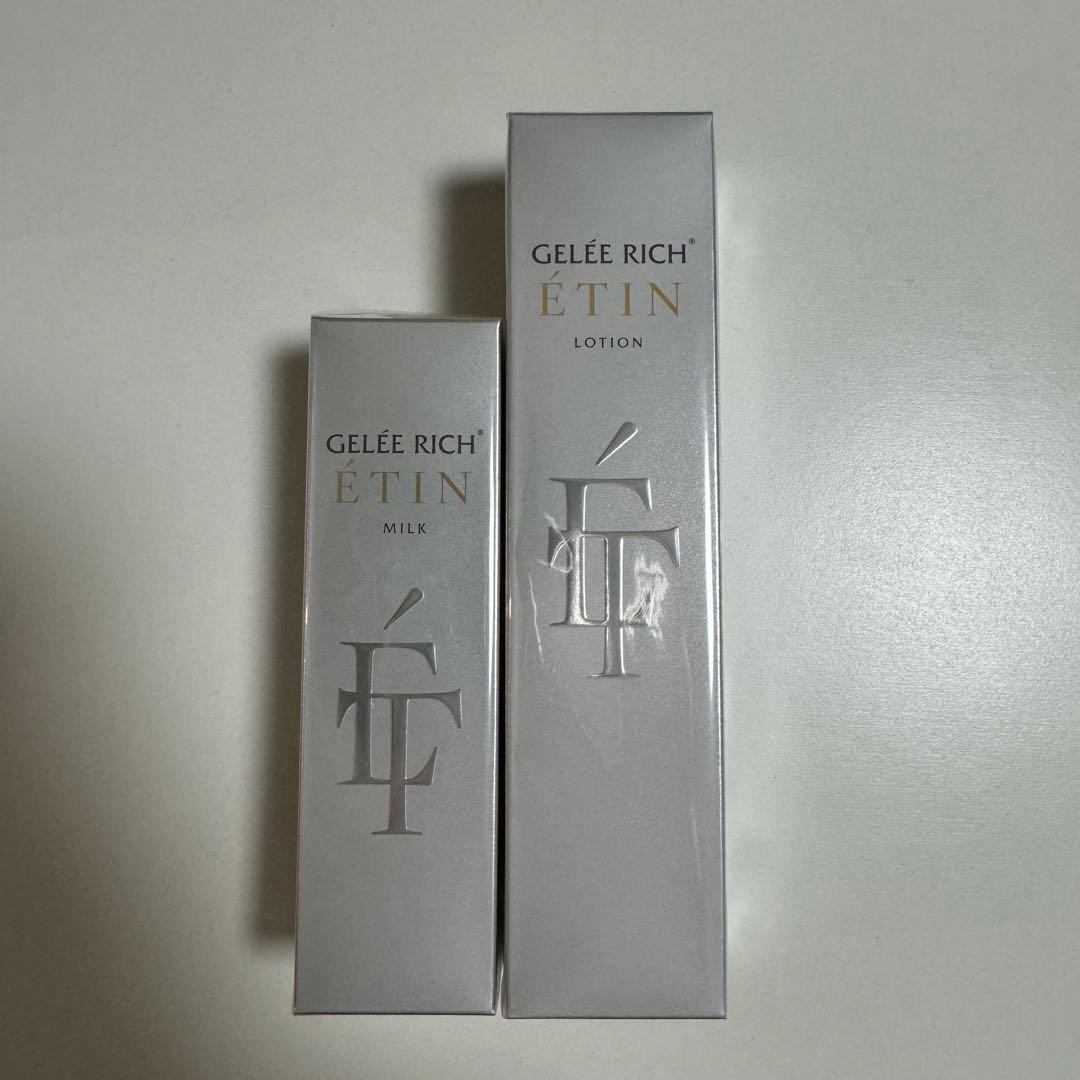 GELÉE RICH®
ÉTIN
MILK
ÉT
GELÉE RICH®
ÉTIN
LOTION
ÉT